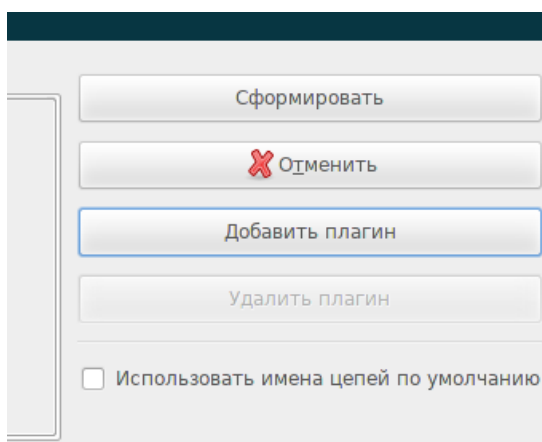 Сформировать
Отменить
Добавить плагин
Удалить плагин
Использовать имена цепей по умолчанию